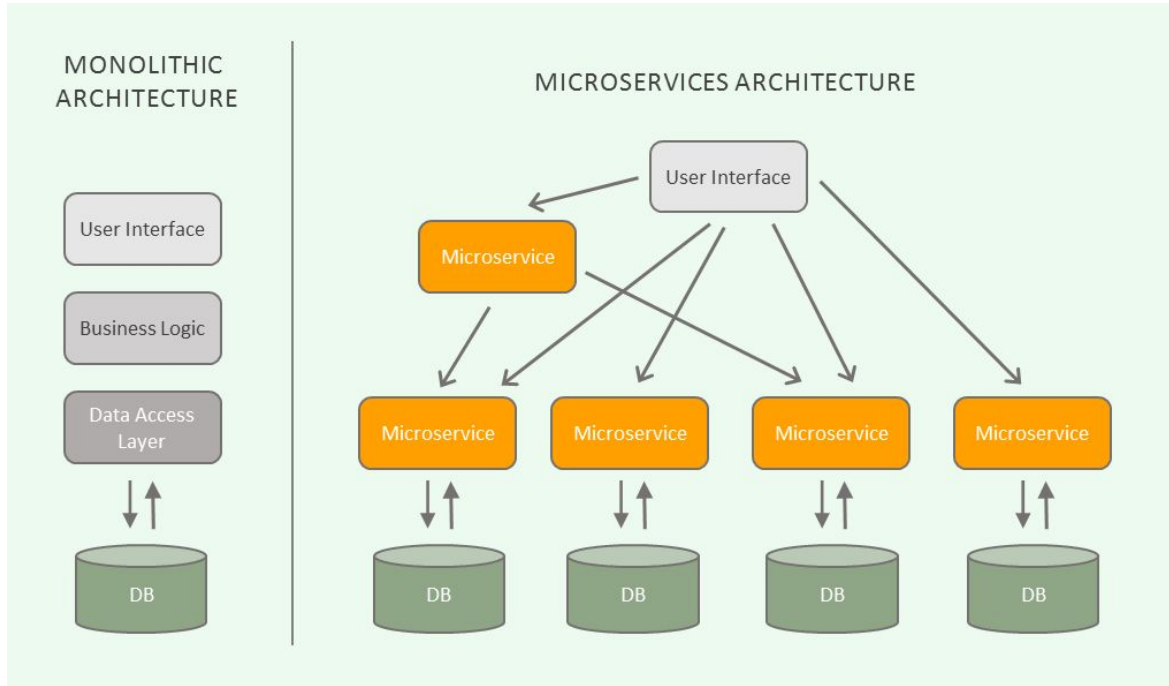 MONOLITHIC
ARCHITECTURE
User Interface
Business Logic
Data Access
Layer
DB
MICROSERVICES ARCHITECTURE
User Interface
Microservice
Microservice
Microservice
Microservice
Microservice
DB
DB
DB
DB